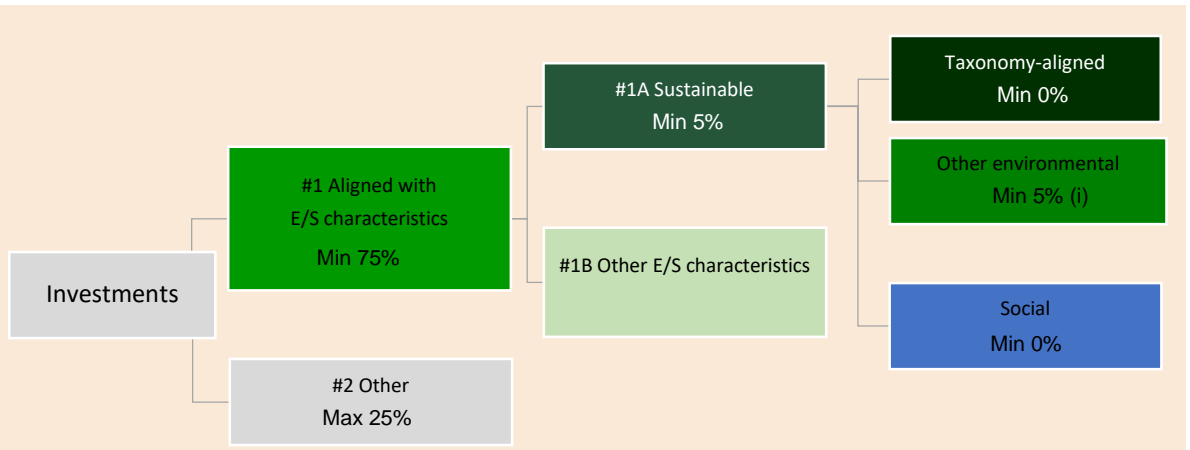 Investments
#1 Aligned with
E/S characteristics
Min 75%
#2 Other
Max 25%
#1A Sustainable
Min 5%
#1B Other E/S characteristics
Taxonomy-aligned
Min 0%
Other environmental
Min 5% (i)
Social
Min 0%